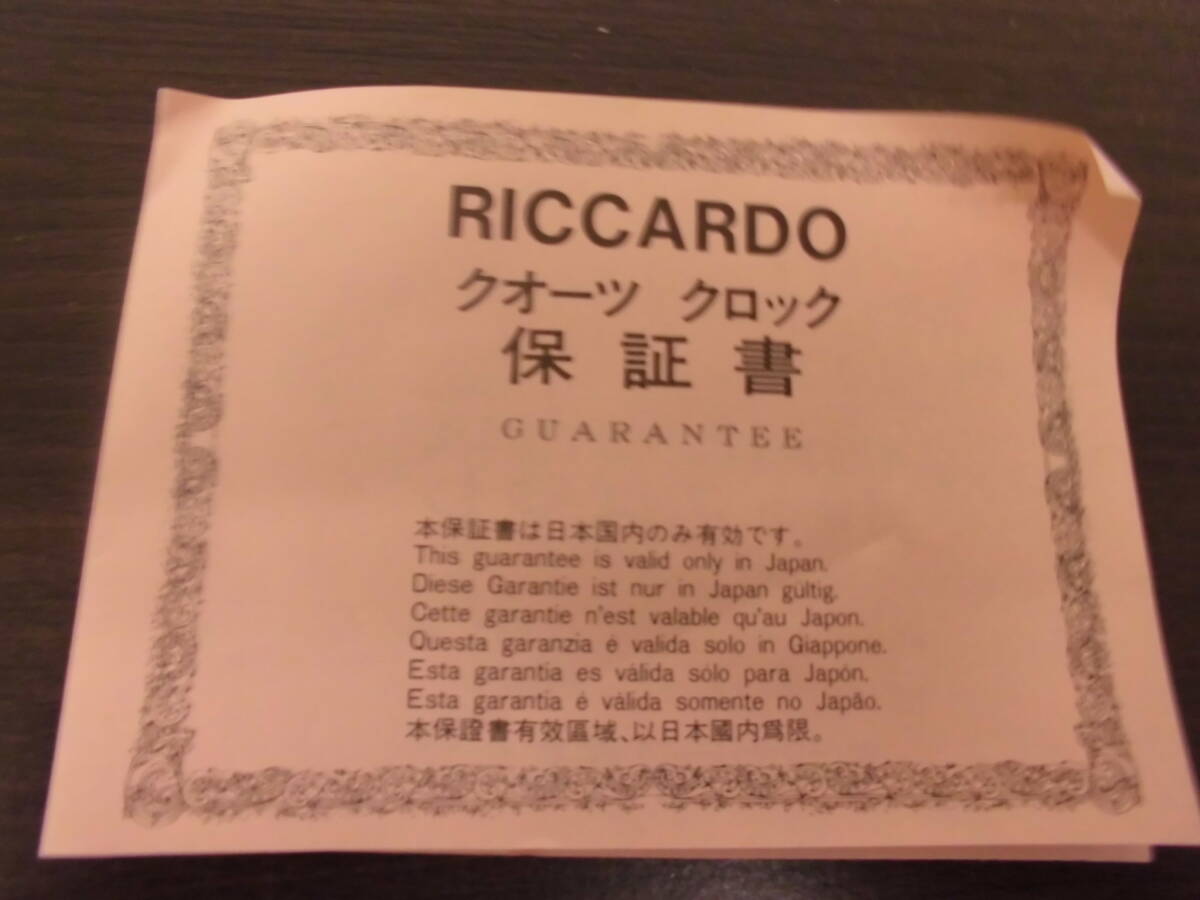 RICCARDO
クオーツ クロック
保証書
GUARANTEE
本保証書は日本国内のみ有効です。
This guarantee is valid only in Japan.
Diese Garantie ist nur in Japan gültig.
Cette garantie n'est valable qu'au Japon.
Questa garanzia é valida solo in Giappone.
Esta garantía es válida sólo para Japón.
Esta garantia é válida somente no Japão.
本保證書有效區域、以日本國内爲限。